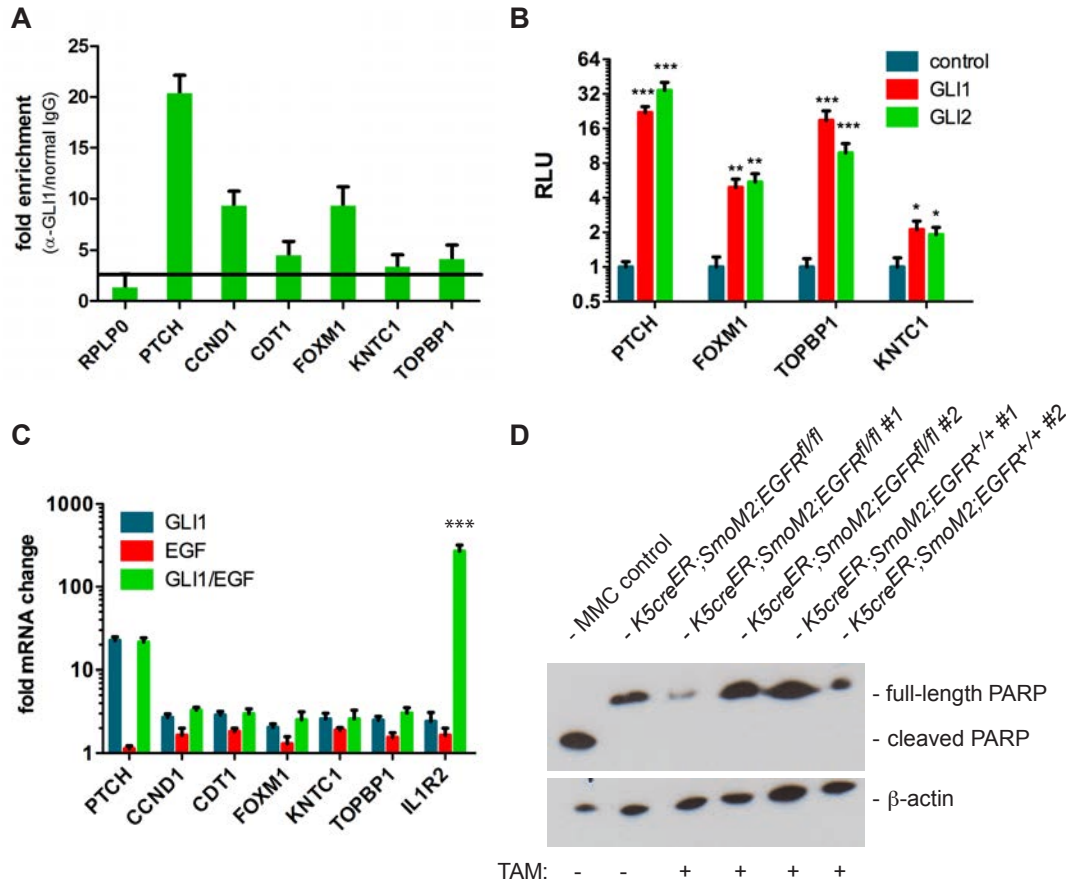 A
fold enrichment
(α-GLI1/normal IgG)
25
20
15
10
5
0
RPLP0
PTCH
CCND1
CDT1
FOXM1
KNTC1
TOPBP1
B
RLU
64
32
16
8
4
2
1
0.5
control
GLI1
GLI2
*** ***
** **
*** ***
* *
PTCH
FOXM1
TOPBP1
KNTC1
C
fold mRNA change
1000
100
10
1
GLI1
EGF
GLI1/EGF
***
PTCH
CCND1
CDT1
FOXM1
KNTC1
TOPBP1
IL1R2
D
- MMC control
- K5creER;SmoM2;EGFRfl/fl
- K5creER;SmoM2;EGFRfl/fl #1
- K5creER;SmoM2;EGFRfl/fl #2
- K5creER;SmoM2;EGFR+/+ #1
- K5creER;SmoM2;EGFR+/+ #2
- full-length PARP
- cleaved PARP
- β-actin
TAM: - - + + + +